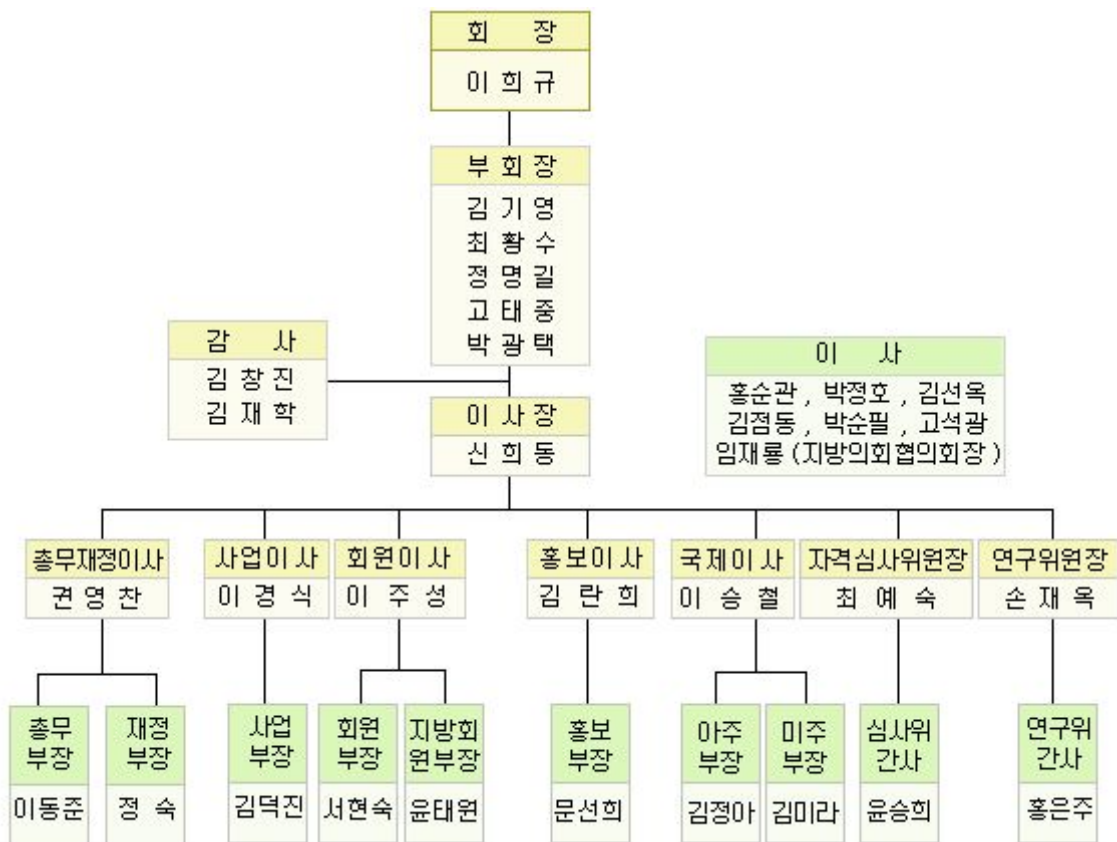 회 장
이 희 규
부 회 장
김 기 영
최 황 수
정 명 길
고 태 중
박 광 택
감 사
김 창 진
김 재 학
이 사
홍순관 , 박정호 , 김선옥
김점동 , 박순필 , 고석광
임재룡 (지방의회협의회장 )
이 사 장
신 희 동
총무재정이사
권 영 찬
사업이사
이 경 식
회원이사
이 주 성
홍보이사
김 란 희
국제이사
이 승 철
자격심사위원장
최 예 숙
연구위원장
손 재 옥
총무
부장
이동준
재정
부장
정 숙
사업
부장
김덕진
회원
부장
서현숙
지방회
원부장
윤태원
홍보
부장
문선희
아주
부장
김정아
미주
부장
김미라
심사위
간사
윤승희
연구위
간사
홍은주